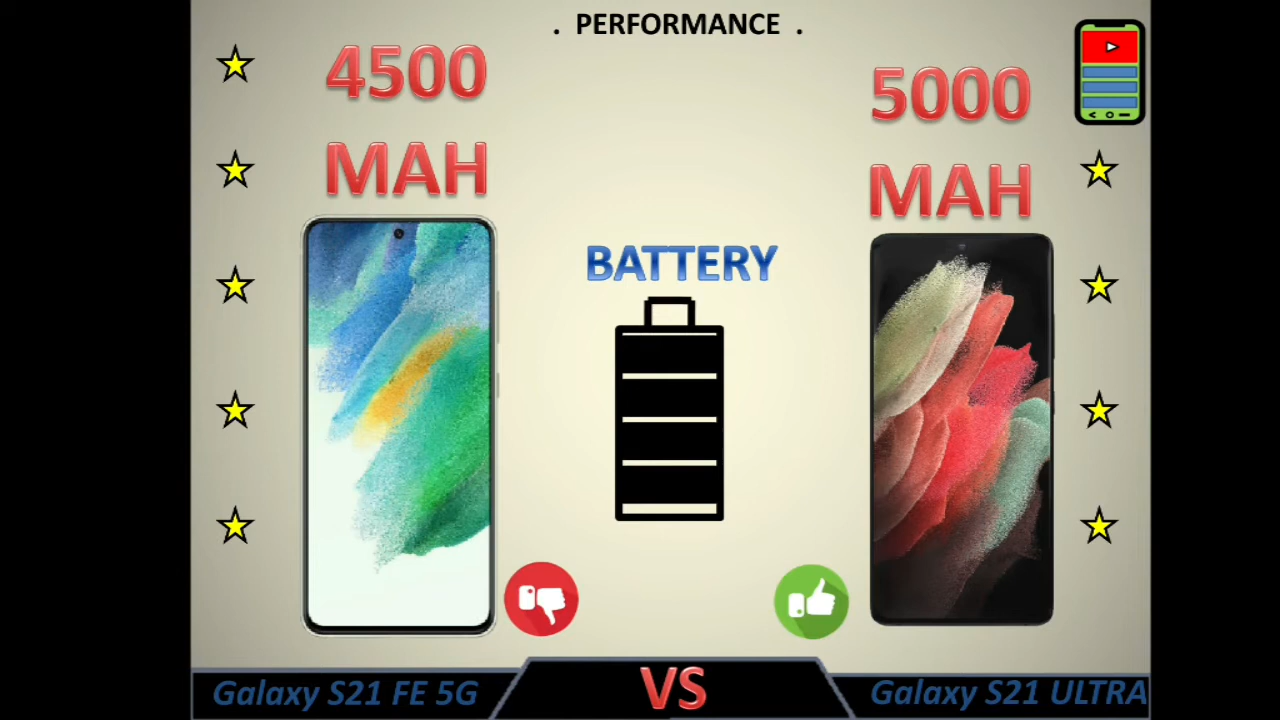 . PERFORMANCE .
4500
MAH
5000
MAH
BATTERY
Galaxy S21 FE 5G
VS
Galaxy S21 ULTRA